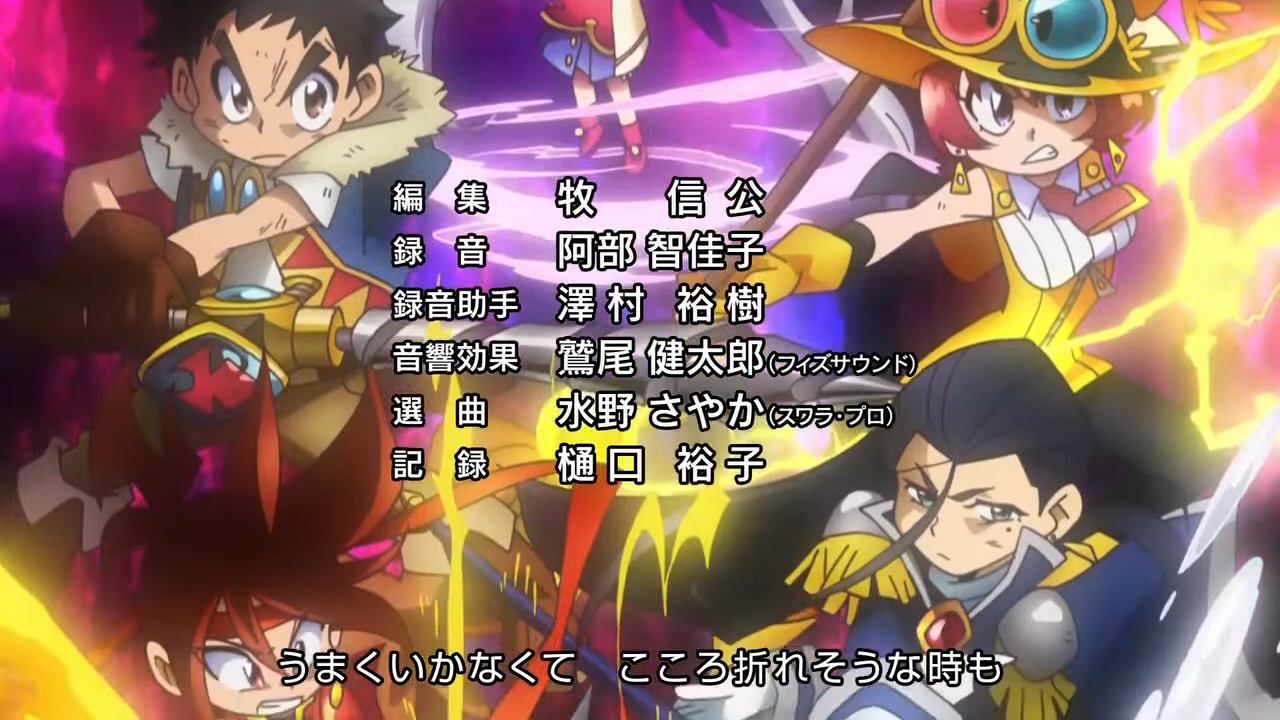 編集 牧信公
録音 阿部 智佳子
録音助手 澤村 裕樹
音響効果 鷲尾 健太郎(フィズサウンド)
選曲 水野 さやか(スワラ・プロ)
記録 樋口 裕子
うまくいかなくて こころ折れそうな時も